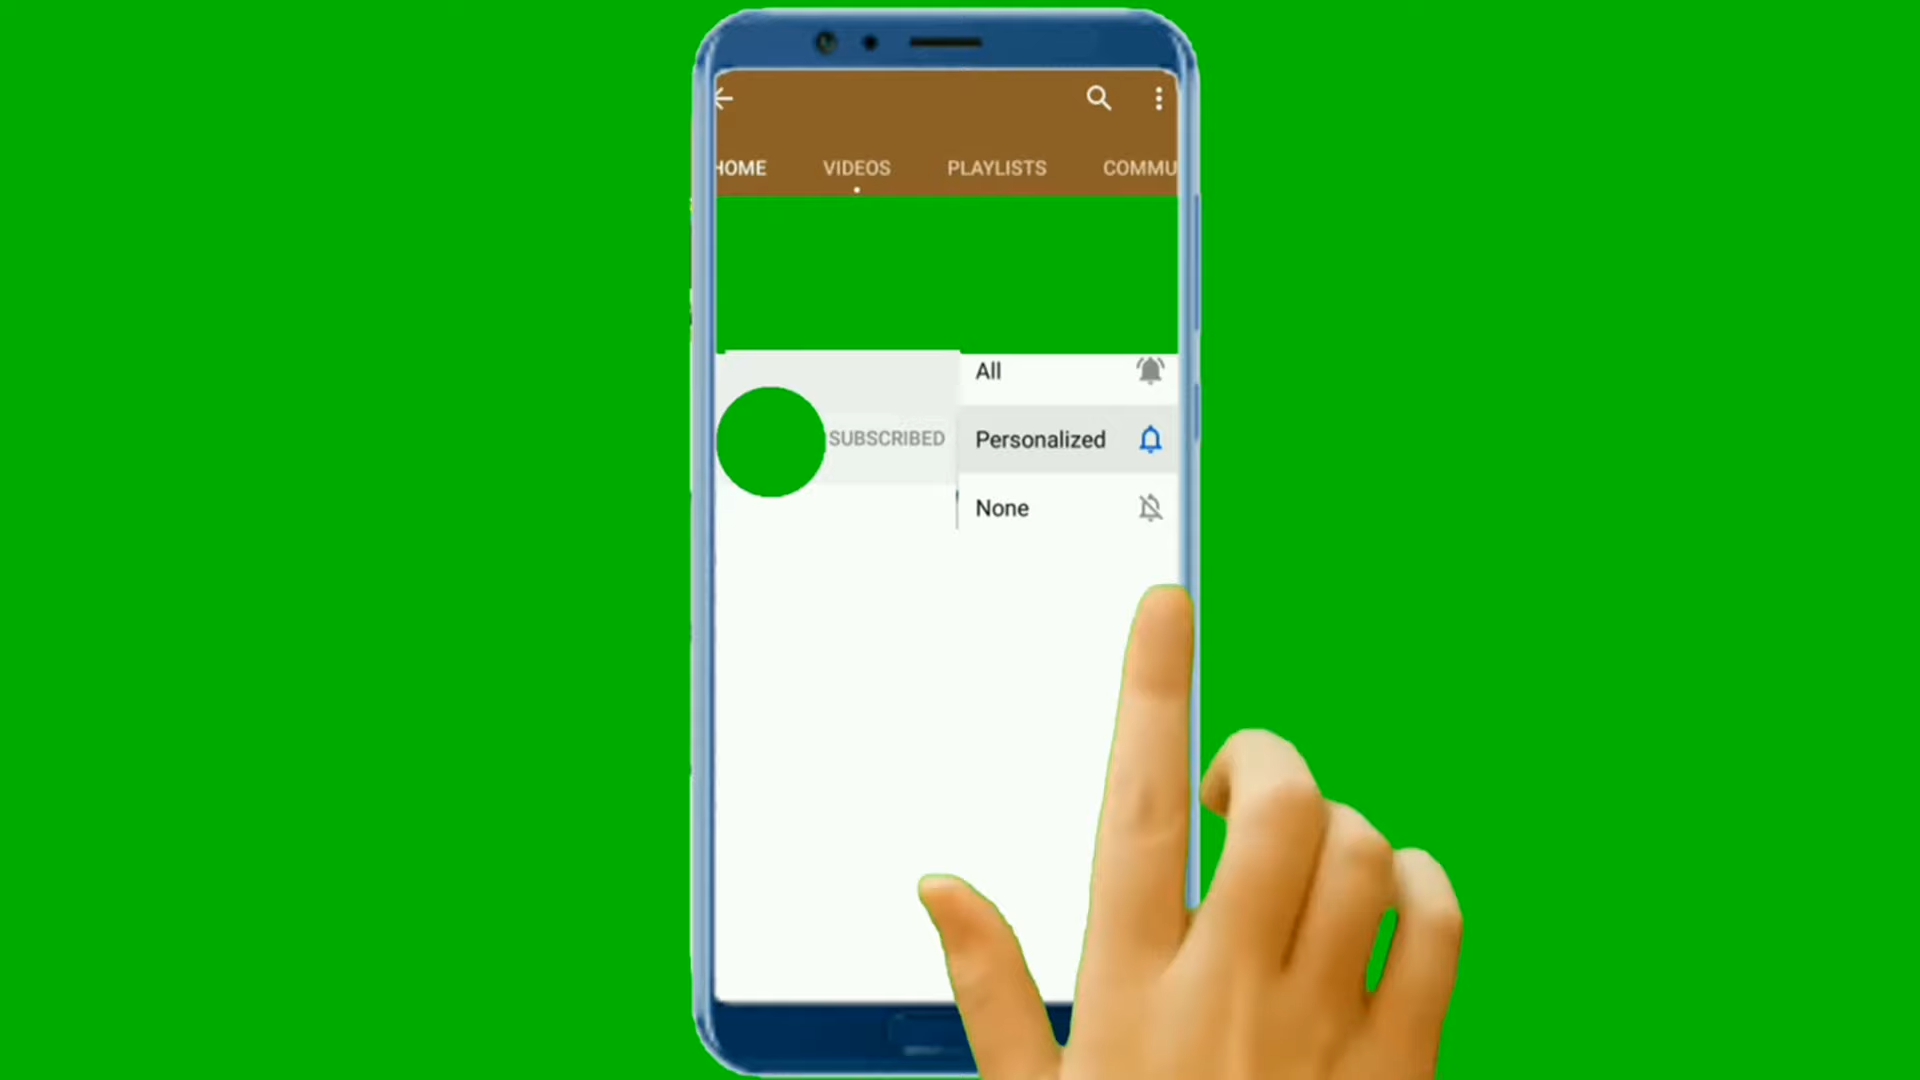 HOME VIDEOS PLAYLISTS COMMU
All
SUBSCRIBED
Personalized
None